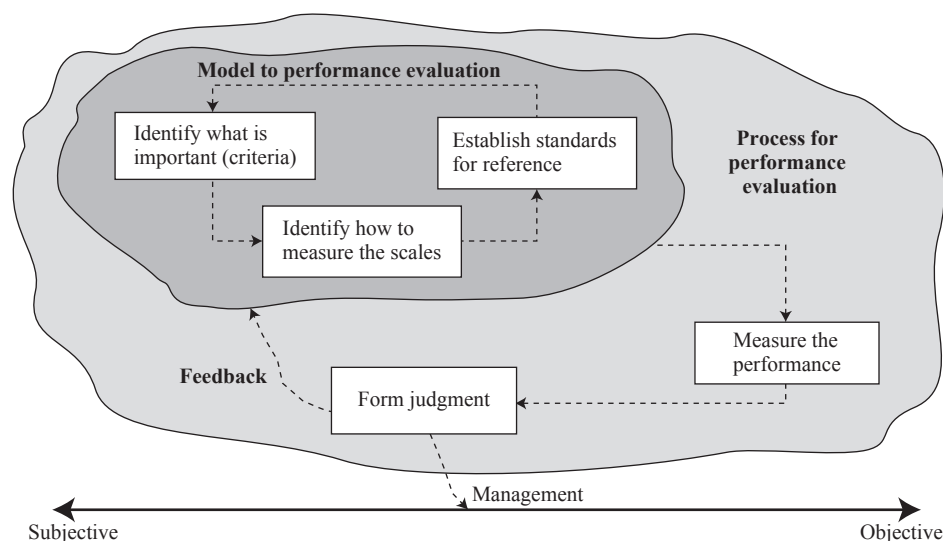 Model to performance evaluation
Identify what is
important (criteria)
Establish standards
for reference
Identify how to
measure the scales
Process for
performance
evaluation
Measure the
performance
Feedback
Form judgment
Management
Subjective
Objective